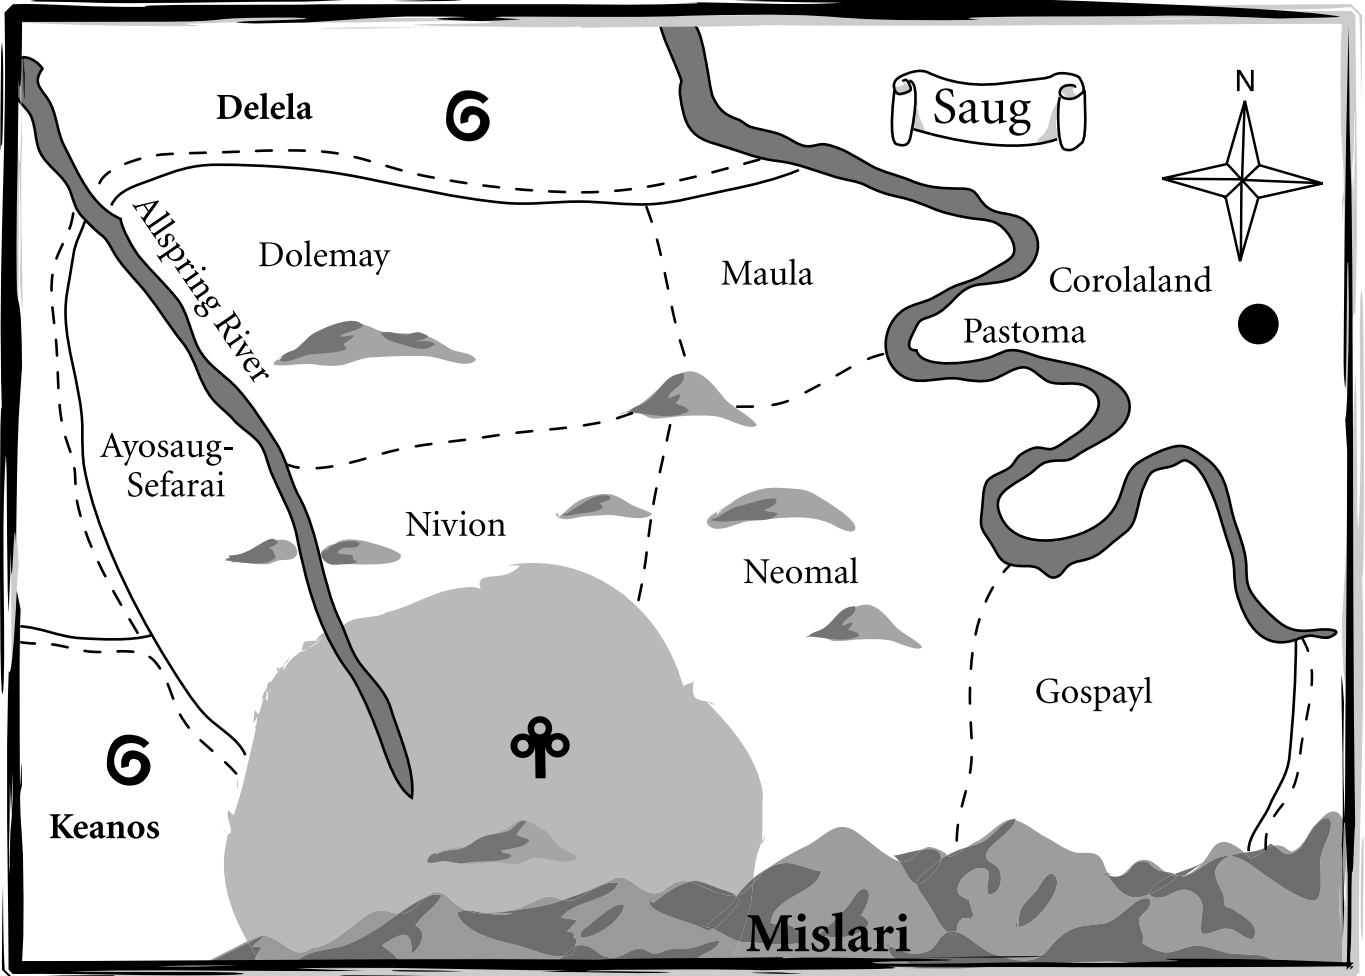 N
Saug
Delela
Allspring River
Dolemay
Maula
Corolaland
Pastoma
Ayosaug-
Sefarai
Nivion
Neomal
Gospayl
Keanos
Mislari